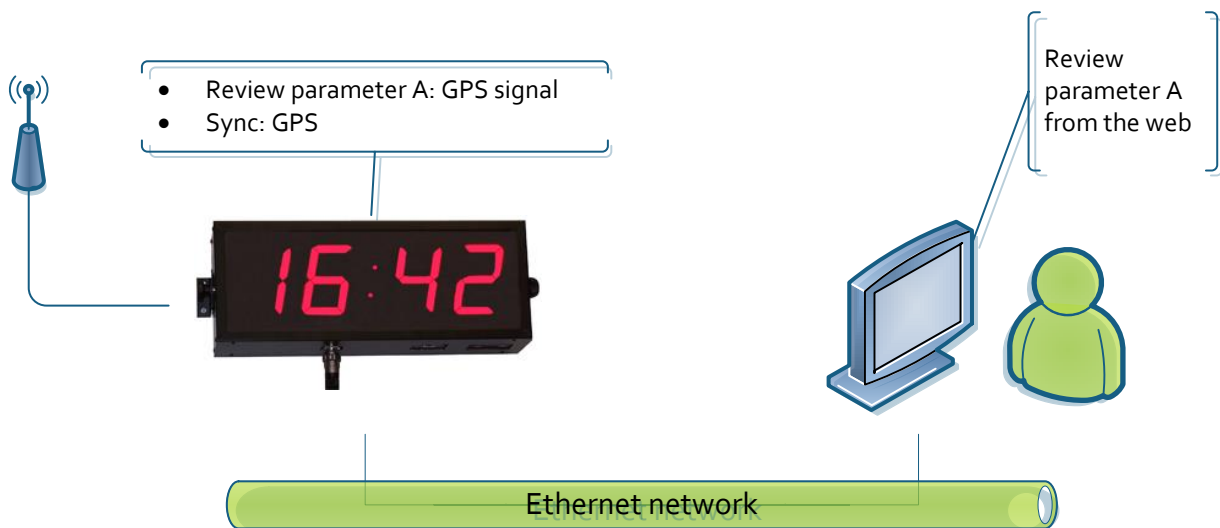 • Review parameter A: GPS signal
• Sync: GPS
Review
parameter A
from the web
16:42
Ethernet network